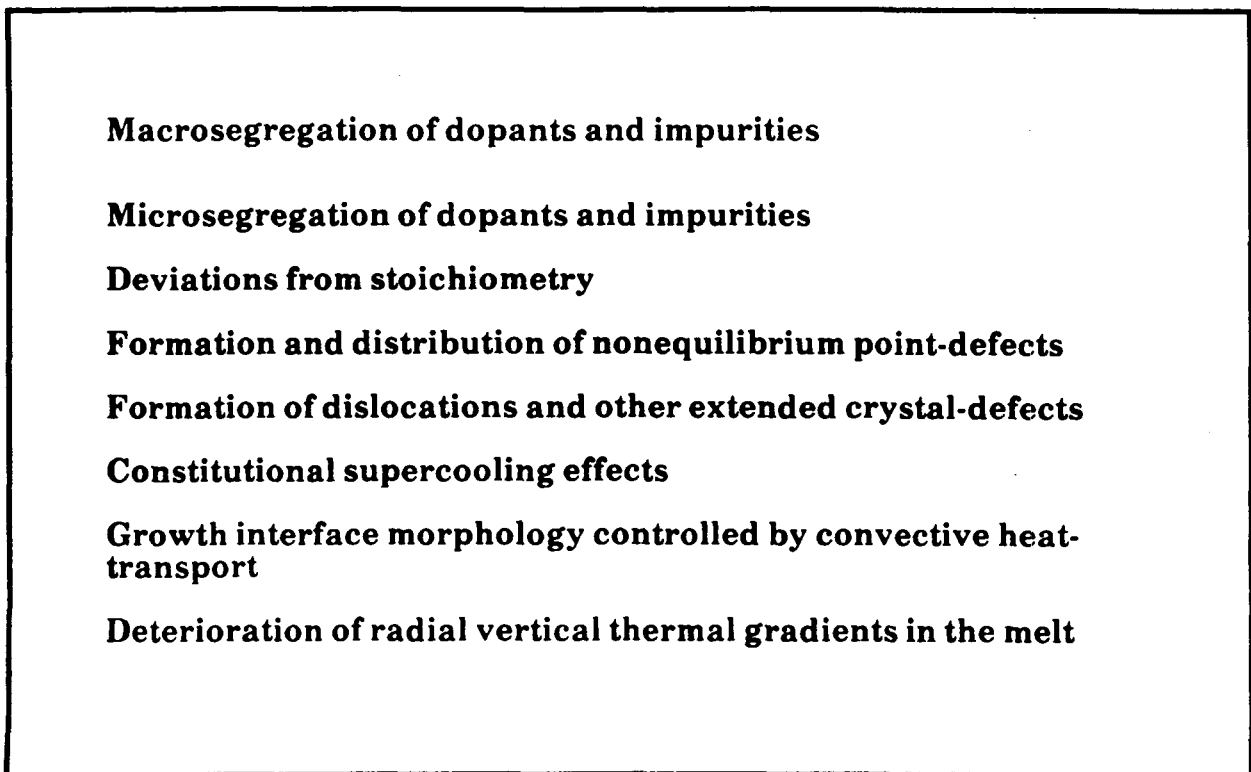 Macrosegregation of dopants and impurities
Microsegregation of dopants and impurities
Deviations from stoichiometry
Formation and distribution of nonequilibrium point-defects
Formation of dislocations and other extended crystal-defects
Constitutional supercooling effects
Growth interface morphology controlled by convective heat-
transport
Deterioration of radial vertical thermal gradients in the melt